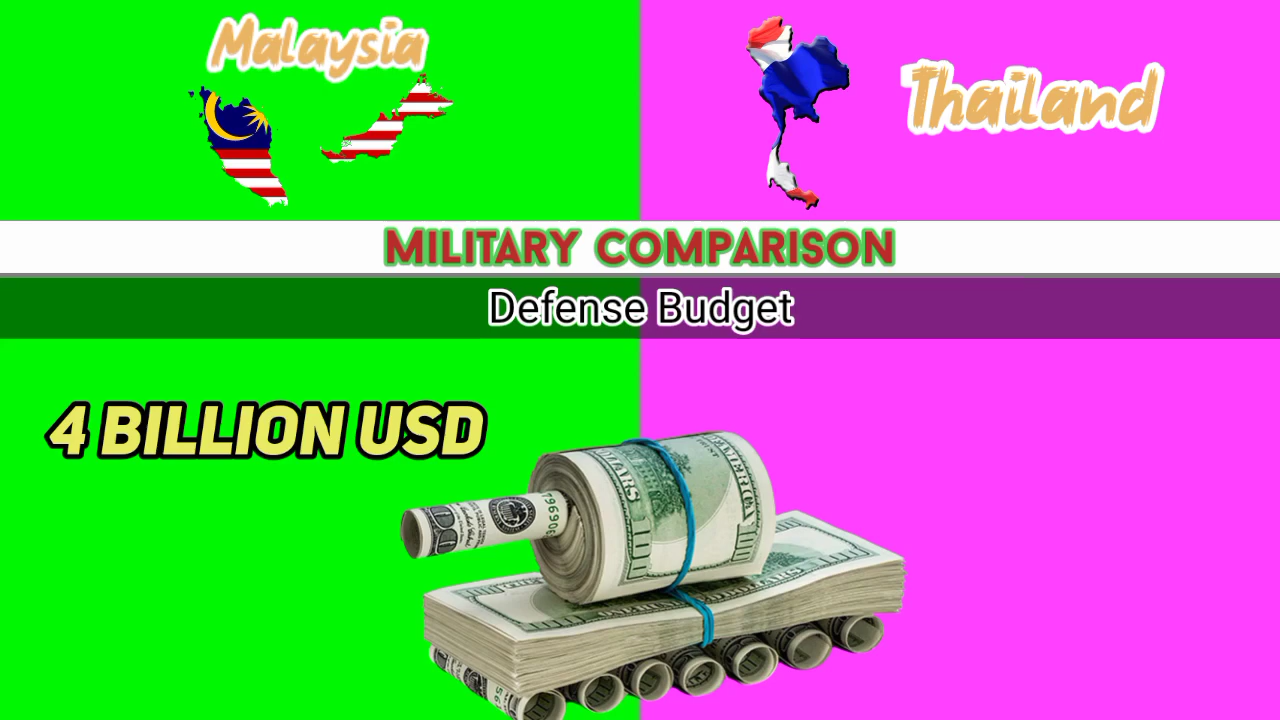 Malaysia
Thailand
MILITARY COMPARISON
Defense Budget
4 BILLION USD